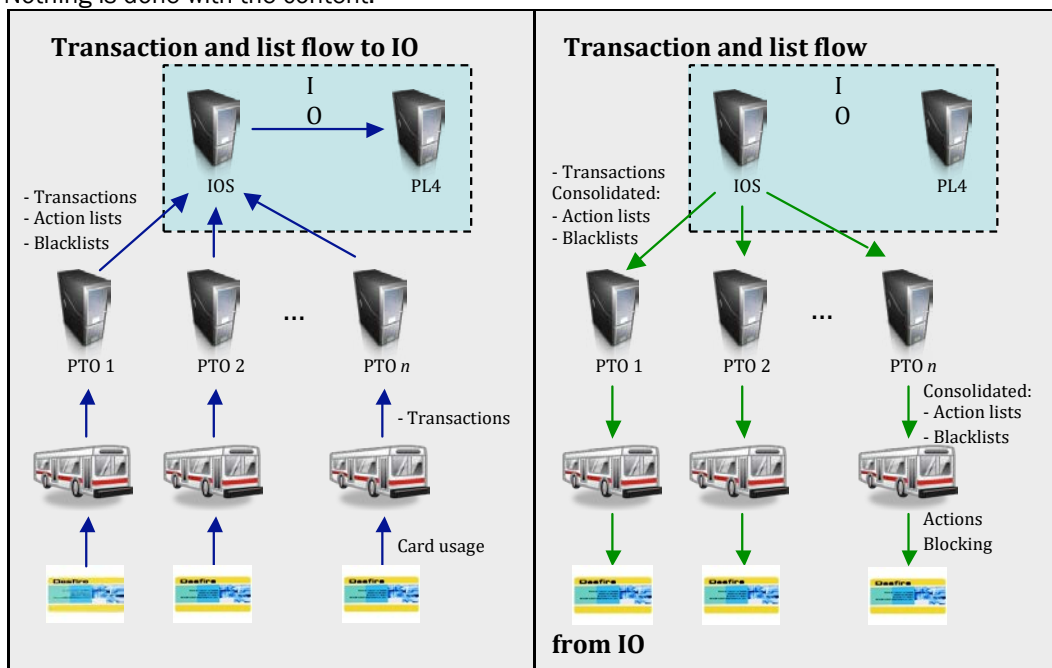 Nothing is done with the content.
Transaction and list flow to IO
I
O
IOS
PL4
- Transactions
- Action lists
- Blacklists
PTO 1
PTO 2
...
PTO n
- Transactions
Card usage
Desfire
Desfire
Desfire
Transaction and list flow
I
O
- Transactions
Consolidated:
- Action lists
- Blacklists
IOS
PL4
PTO 1
PTO 2
...
PTO n
Consolidated:
- Action lists
- Blacklists
Actions
Blocking
Desfire
Desfire
Desfire
from IO